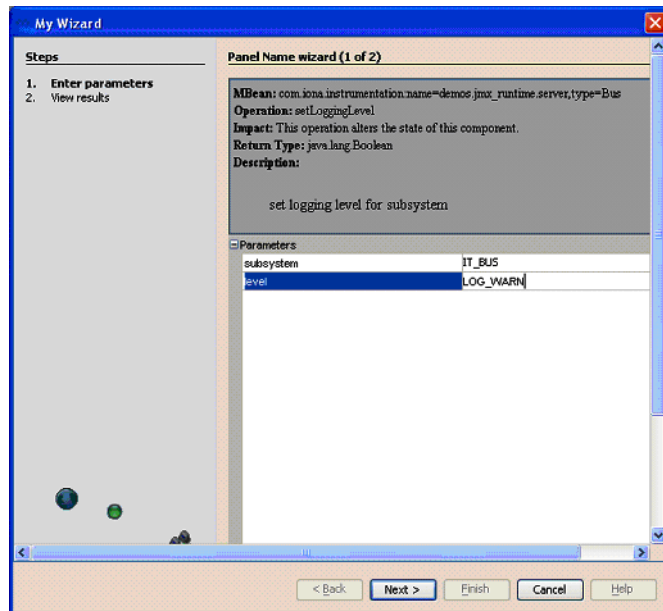 My Wizard
Steps
1. Enter parameters
2. View results
Panel Name wizard (1 of 2)
MBean: com.iona.instrumentation:name=demos.jmx_runtime.server,type=Bus
Operation: setLoggingLevel
Impact: This operation alters the state of this component.
Return Type: java.lang.Boolean
Description:
set logging level for subsystem
Parameters
subsystem IT_BUS
level LOG_WARN
< Back Next > Finish Cancel Help